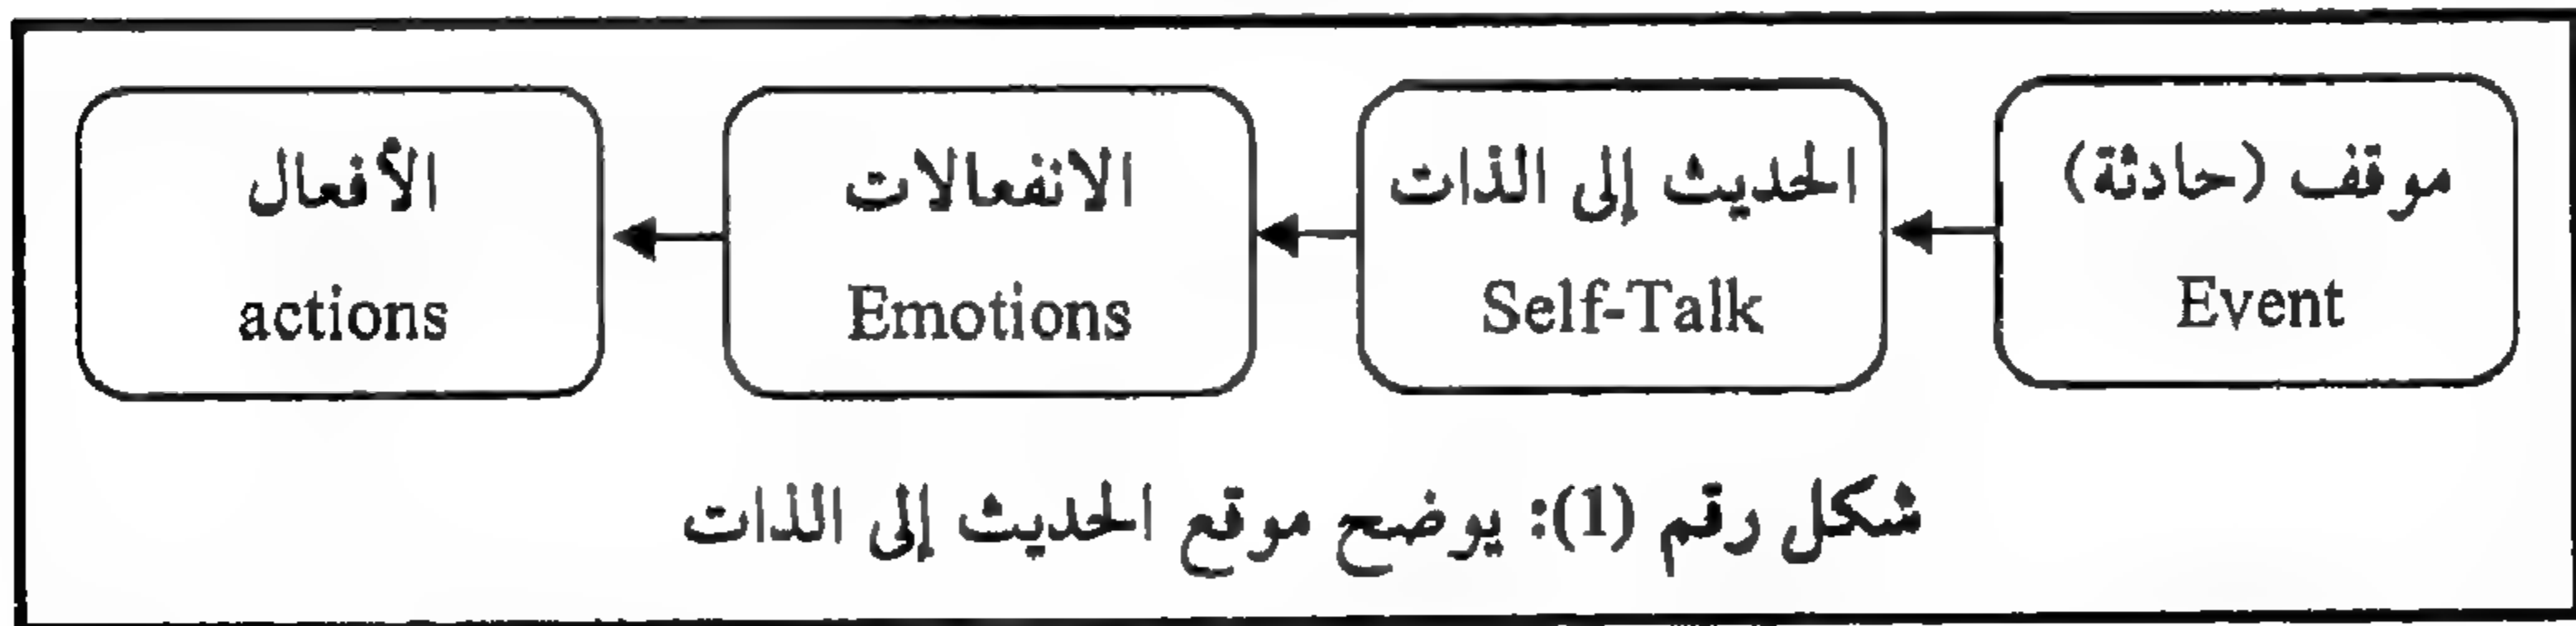 موقف (حادثة)
Event
الحديث إلى الذات
Self-Talk
الانفعالات
Emotions
الأفعال
actions
شكل رقم (1): يوضح موقع الحديث إلى الذات